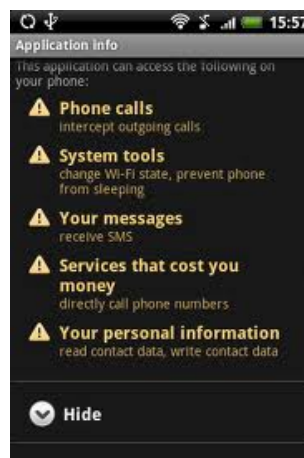 15:57
Application info
This application can access the following on
your phone:
Phone calls
intercept outgoing calls
System tools
change Wi-Fi state, prevent phone
from sleeping
Your messages
receive SMS
Services that cost you
money
directly call phone numbers
Your personal information
read contact data, write contact data
Hide